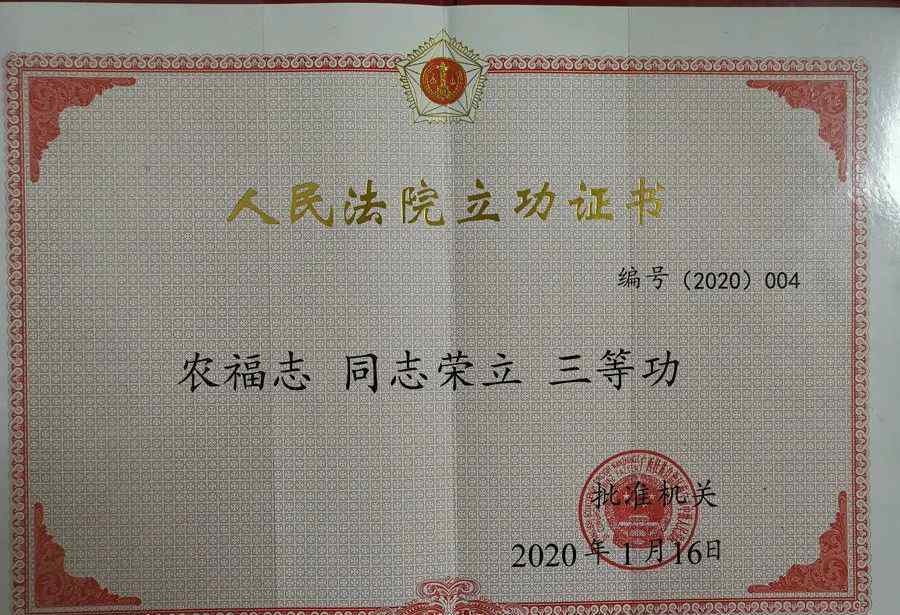 人民法院立功证书
编号（2020）004
农福志 同志荣立 三等功
批准机关
2020年1月16日